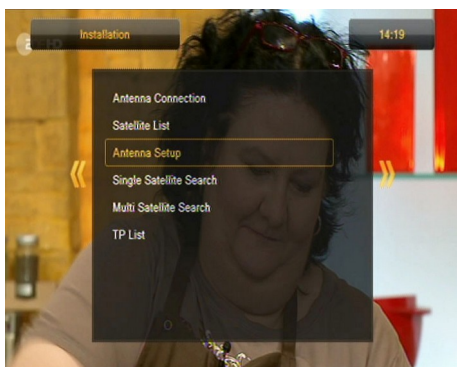 Installation
14:19
Antenna Connection
Satellite List
Antenna Setup
Single Satellite Search
Multi Satellite Search
TP List